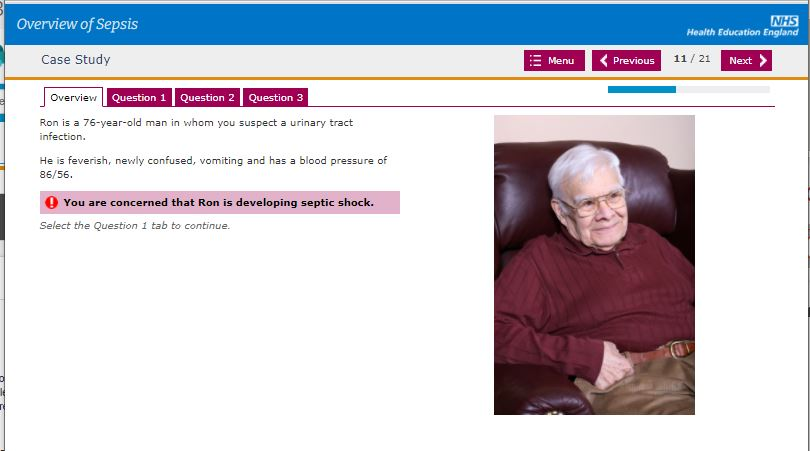 Overview of Sepsis
NHS
Health Education England
Case Study
Menu
Previous
11 / 21
Next
Overview
Question 1
Question 2
Question 3
Ron is a 76-year-old man in whom you suspect a urinary tract
infection.
He is feverish, newly confused, vomiting and has a blood pressure of
86/56.
You are concerned that Ron is developing septic shock.
Select the Question 1 tab to continue.